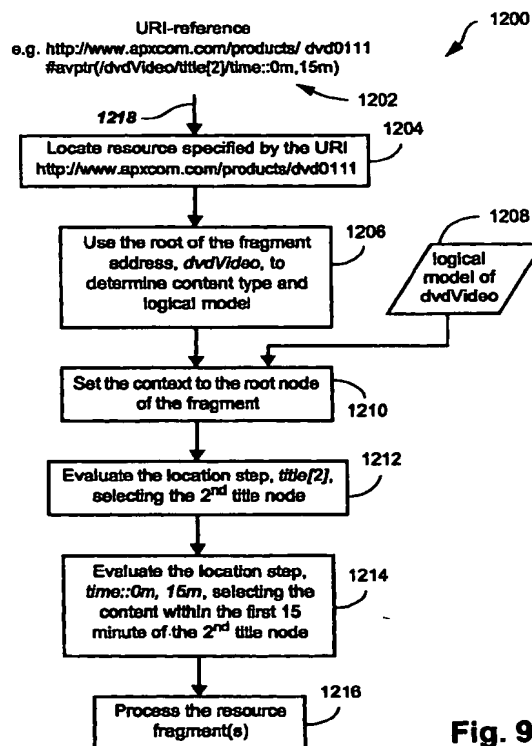 URI-reference
1200
e.g. http://www.apxcom.com/products/ dvd0111
#avptr(/dvdVideo/title[2]/time::0m,15m)
1202
1218
1204
Locate resource specified by the URI
http://www.apxcom.com/products/dvd0111
1206
1208
Use the root of the fragment
address, dvdVideo, to
determine content type and
logical model
logical
model of
dvdVideo
Set the context to the root node
of the fragment
1210
1212
Evaluate the location step, title[2],
selecting the 2nd title node
1214
Evaluate the location step,
time::0m, 15m, selecting the
content within the first 15
minute of the 2nd title node
1216
Process the resource
fragment(s)
Fig. 9